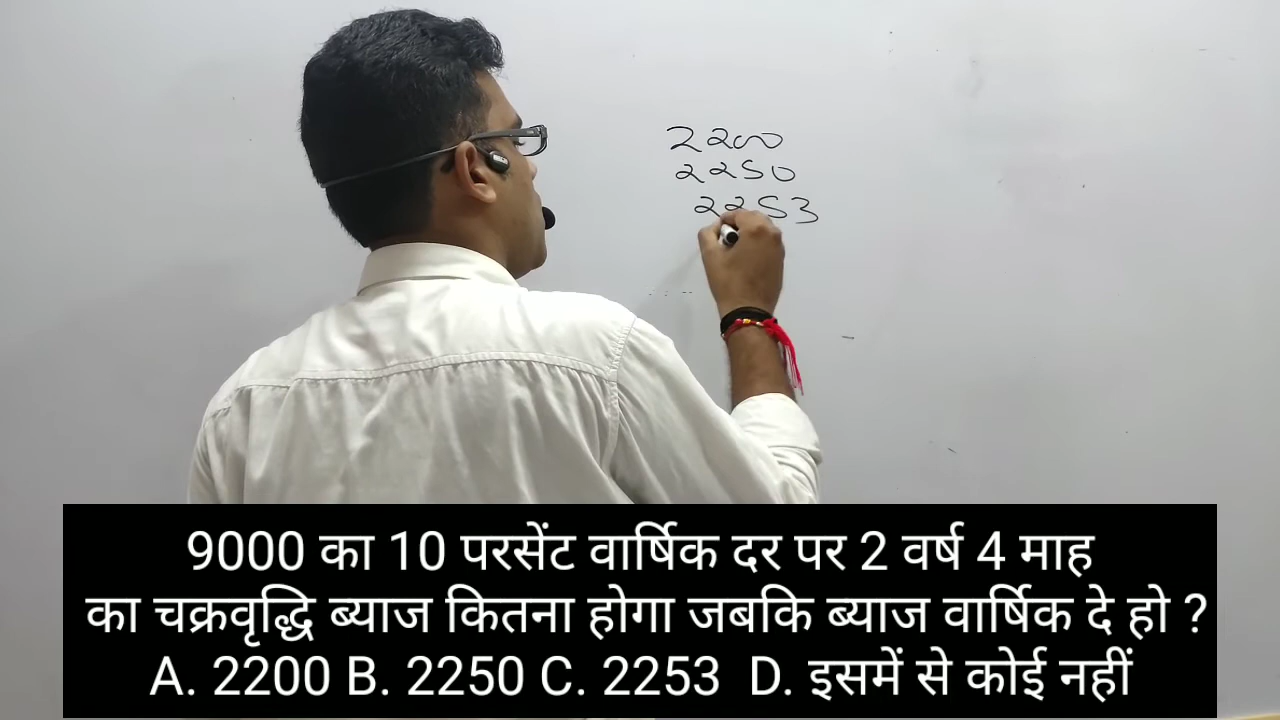 2200
2250
2253
9000 का 10 परसेंट वार्षिक दर पर 2 वर्ष 4 माह
का चक्रवृद्धि ब्याज कितना होगा जबकि ब्याज वार्षिक दे हो ?
A. 2200 B. 2250 C. 2253 D. इसमें से कोई नहीं